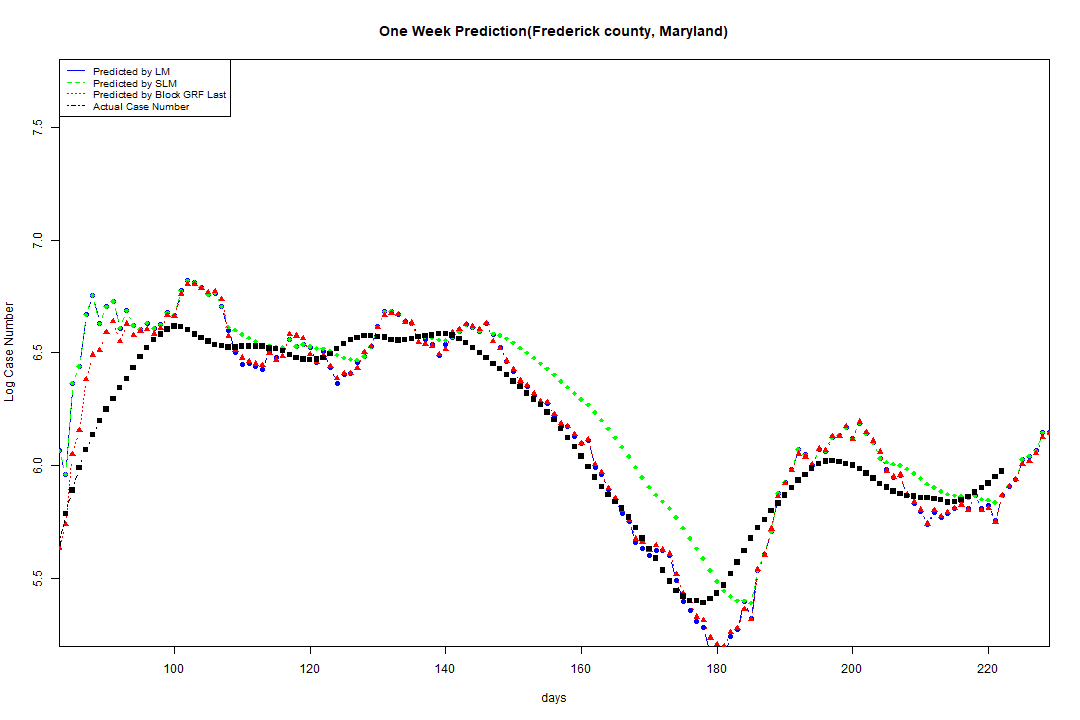 One Week Prediction(Frederick county, Maryland)
Predicted by LM
Predicted by SLM
Predicted by Block GRF Last
Actual Case Number
7.5
7.0
6.5
6.0
5.5
Log Case Number
100 120 140 160 180 200 220
days